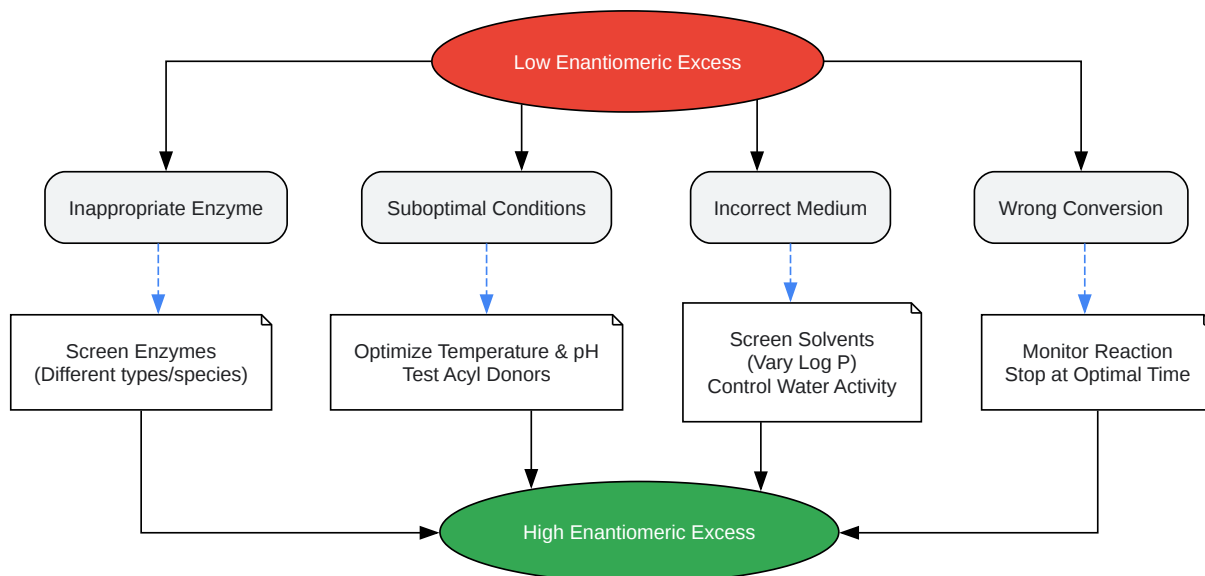 Low Enantiomeric Excess
Inappropriate Enzyme
Suboptimal Conditions
Incorrect Medium
Wrong Conversion
Screen Enzymes
(Different types/species)
Optimize Temperature & pH
Test Acyl Donors
Screen Solvents
(Vary Log P)
Control Water Activity
Monitor Reaction
Stop at Optimal Time
High Enantiomeric Excess